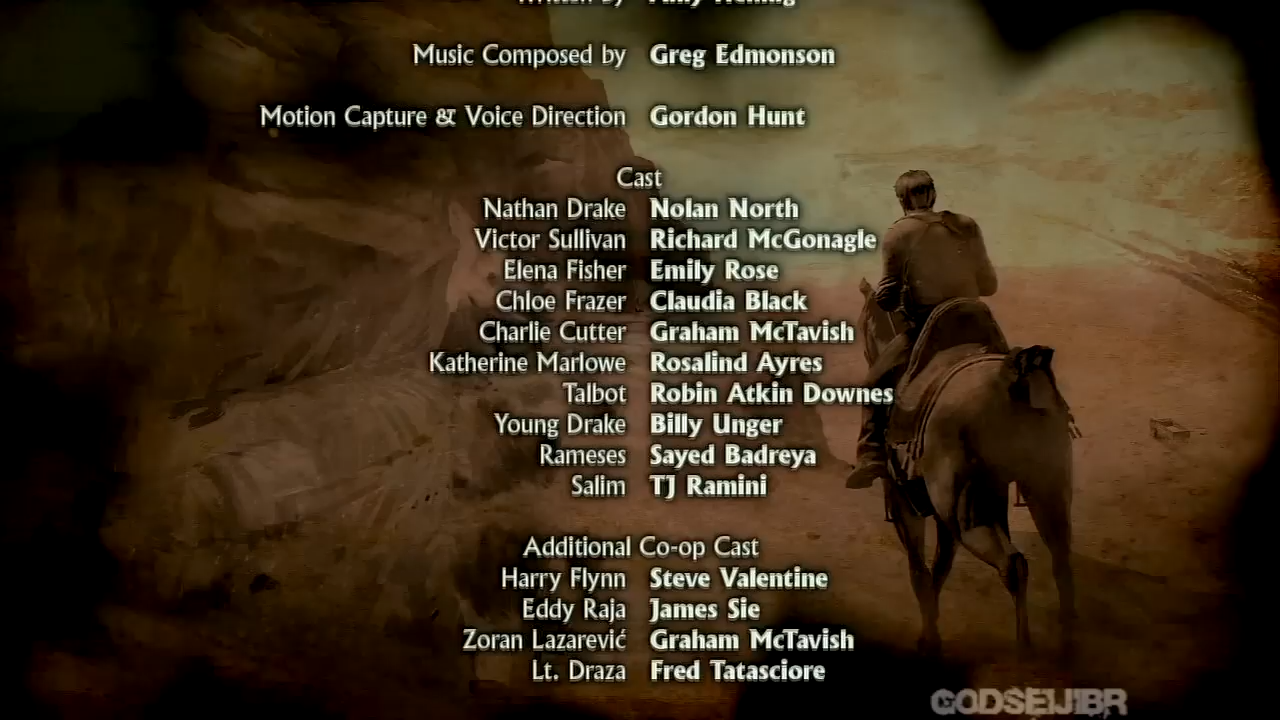 Music Composed by Greg Edmonson
Motion Capture & Voice Direction Gordon Hunt
Cast
Nathan Drake Nolan North
Victor Sullivan Richard McGonagle
Elena Fisher Emily Rose
Chloe Frazer Claudia Black
Charlie Cutter Graham McTavish
Katherine Marlowe Rosalind Ayres
Talbot Robin Atkin Downes
Young Drake Billy Unger
Rameses Sayed Badreya
Salim TJ Ramini
Additional Co-op Cast
Harry Flynn Steve Valentine
Eddy Raja James Sie
Zoran Lazarević Graham McTavish
Lt. Draza Fred Tatasciore
GODSEIJIBR